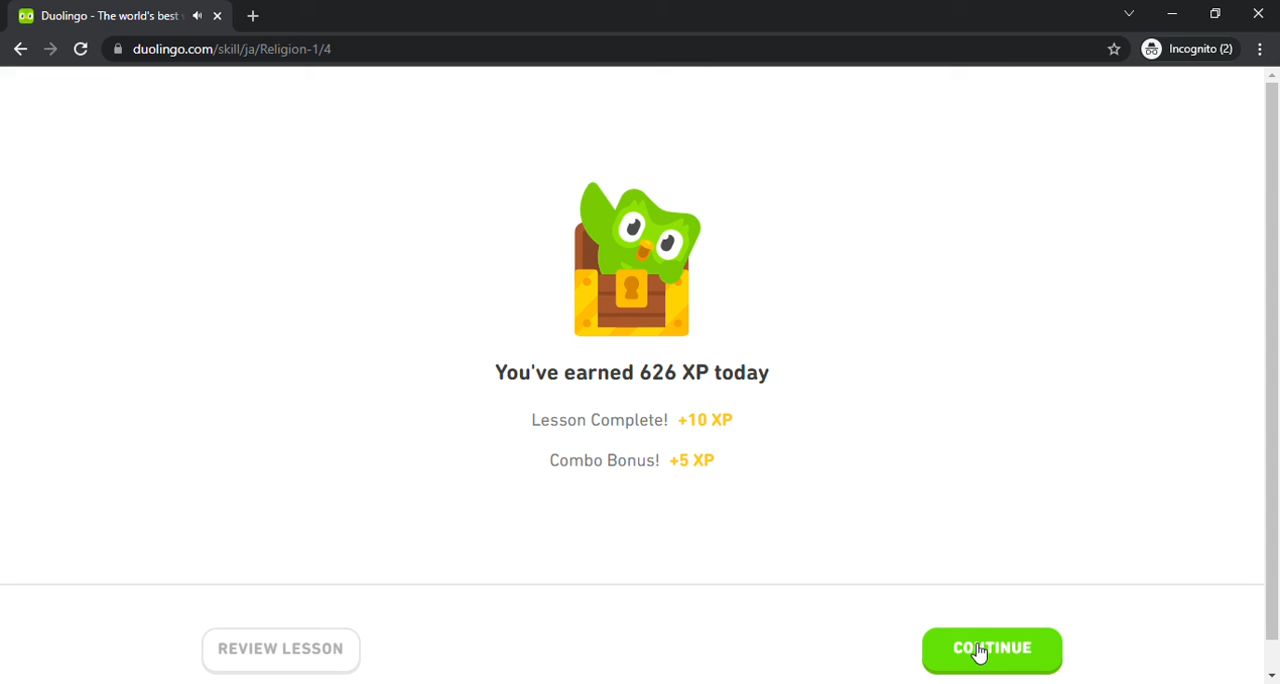 Duolingo - The world's best
duolingo.com/skill/ja/Religion-1/4
Incognito (2)
You've earned 626 XP today
Lesson Complete! +10 XP
Combo Bonus! +5 XP
REVIEW LESSON
CONTINUE